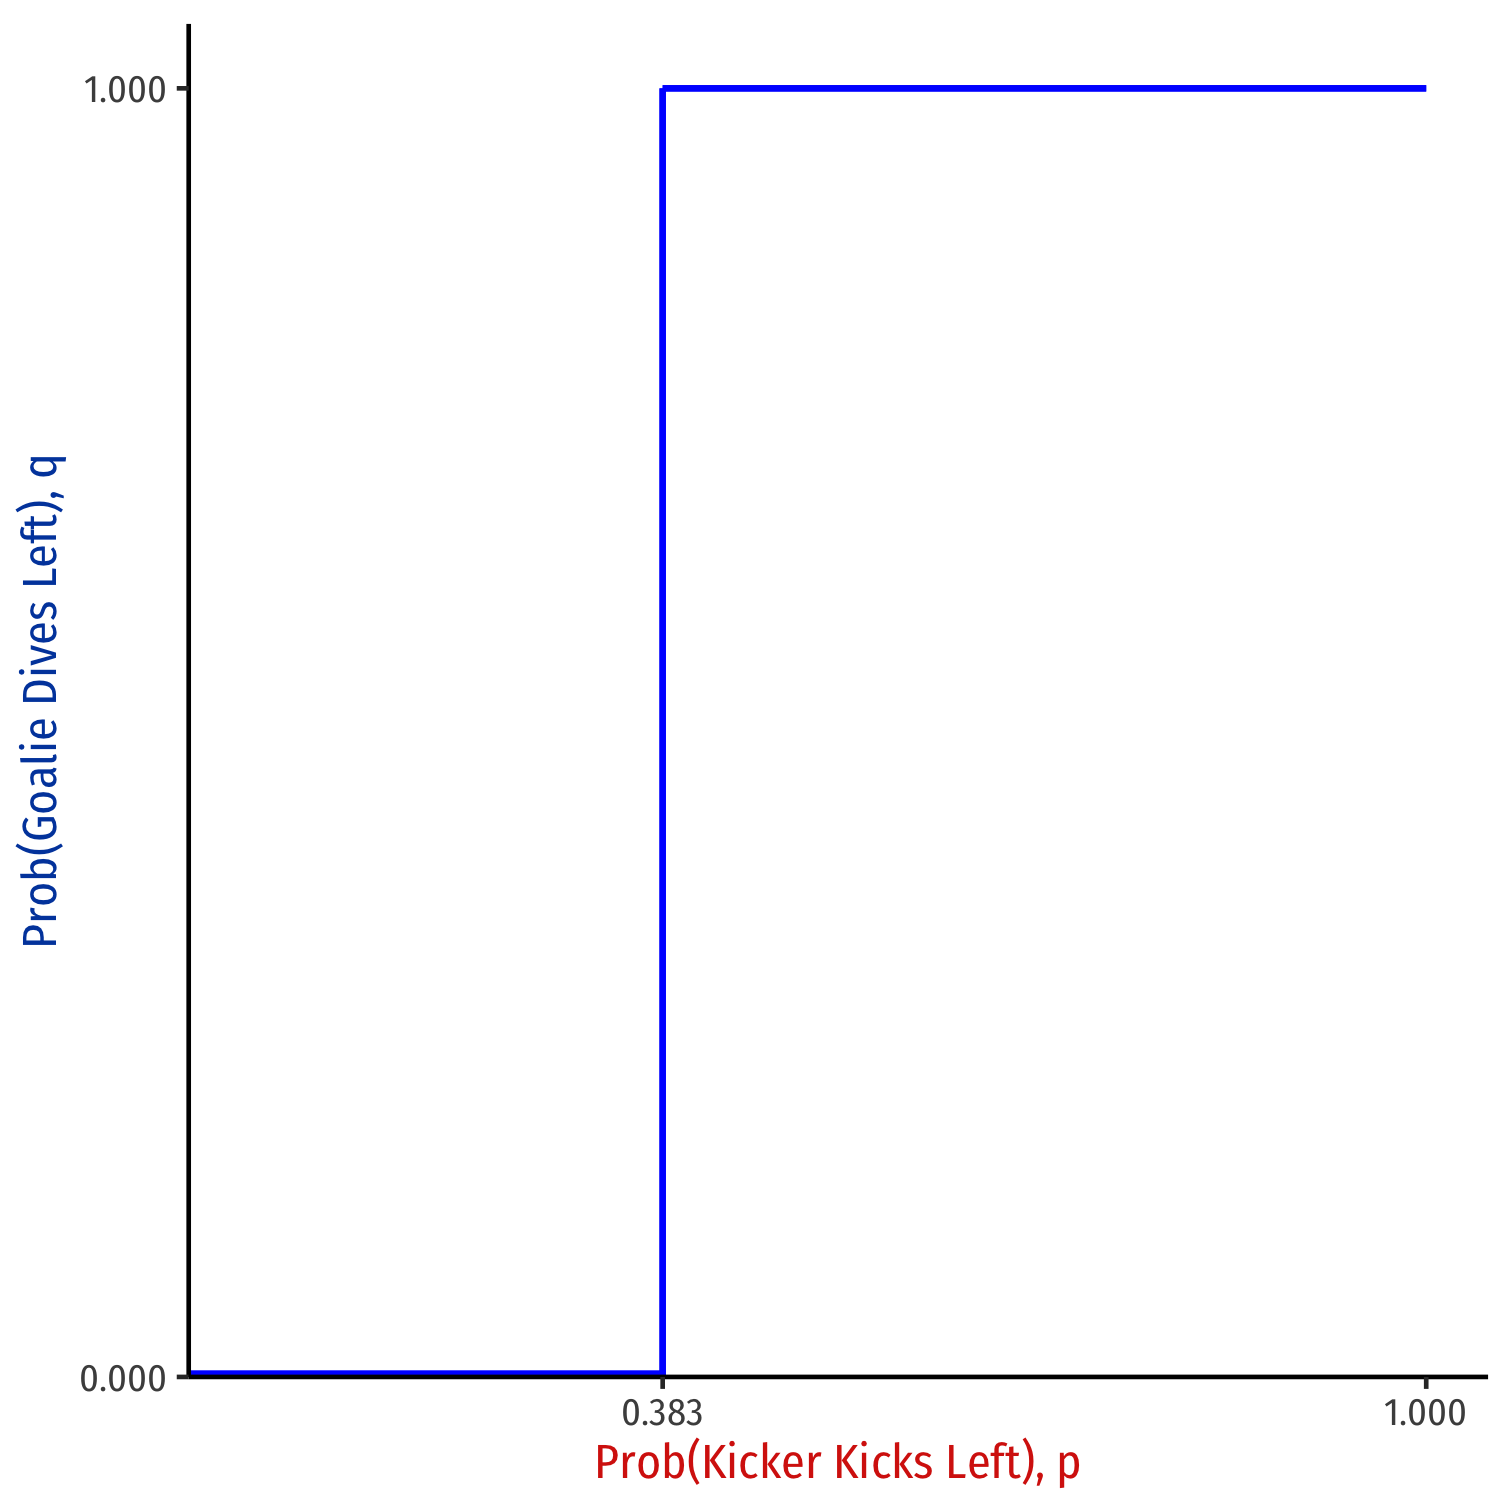 1.000
Prob(Goalie Dives Left), q
0.000
0.383
1.000
Prob(Kicker Kicks Left), p